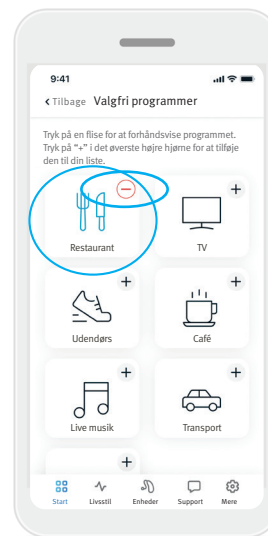 9:41
Tilbage Valgfri programmer
Tryk på en flise for at forhåndsvise programmet.
Tryk på "+" i det øverste højre hjørne for at tilføje
den til din liste.
Restaurant
TV
Udendørs
Café
Live musik
Transport
Start Livsstil Enheder Support Mere